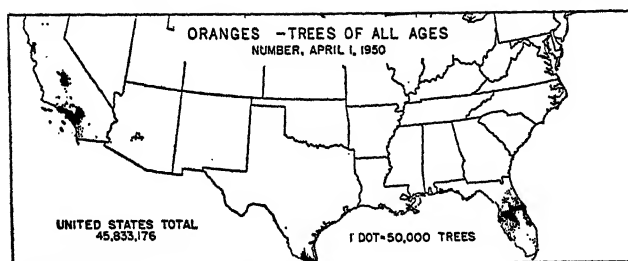 ORANGES -TREES OF ALL AGES
NUMBER, APRIL 1, 1950
UNITED STATES TOTAL
45,833,176
1 DOT=50,000 TREES